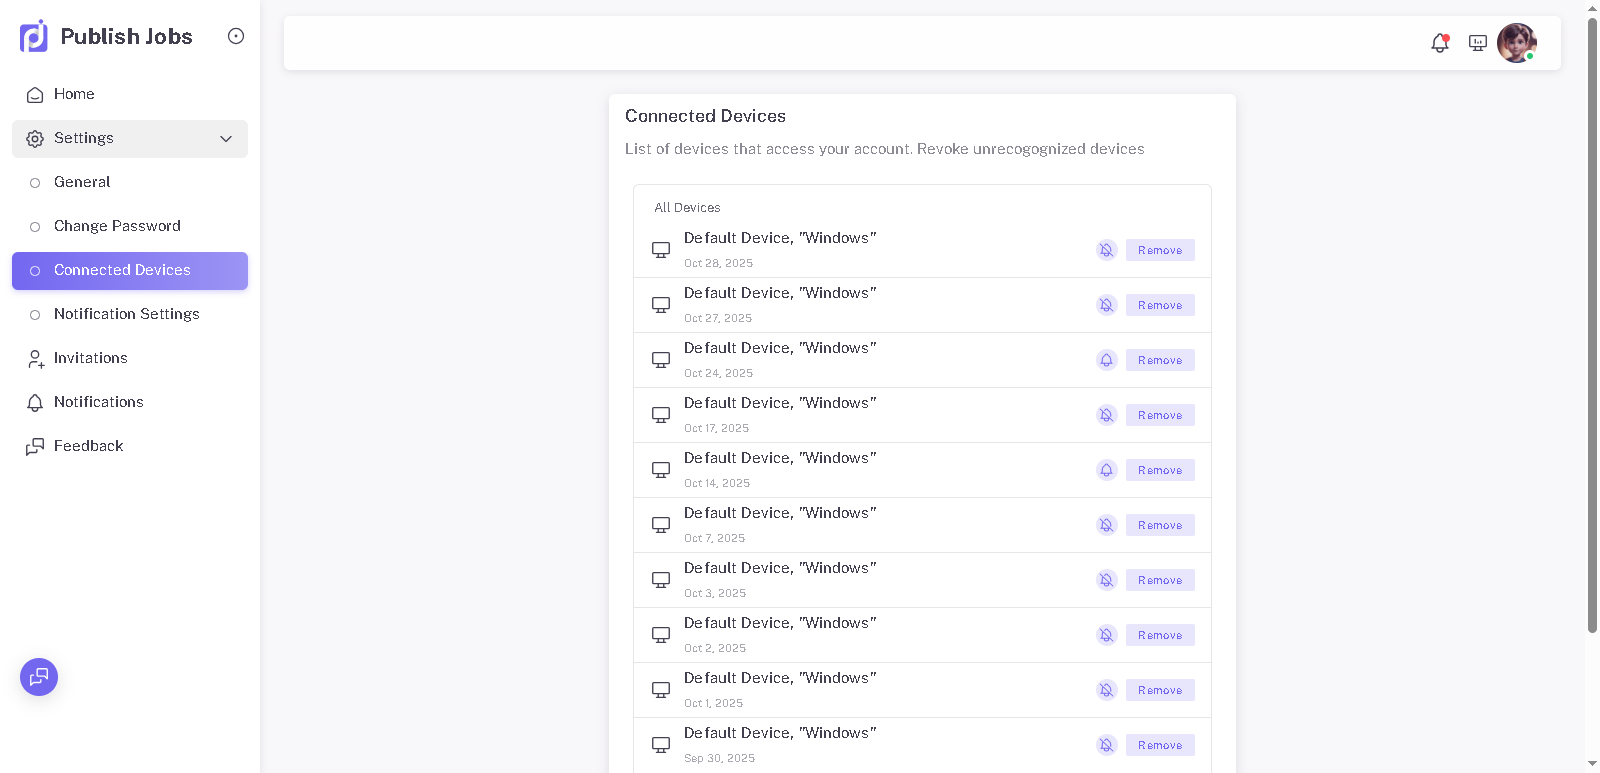 Publish Jobs
Home
Settings
General
Change Password
Connected Devices
Notification Settings
Invitations
Notifications
Feedback
Connected Devices
List of devices that access your account. Revoke unrecogognized devices
All Devices
Default Device, "Windows"
Oct 28, 2025
Remove
Default Device, "Windows"
Oct 27, 2025
Remove
Default Device, "Windows"
Oct 24, 2025
Remove
Default Device, "Windows"
Oct 17, 2025
Remove
Default Device, "Windows"
Oct 14, 2025
Remove
Default Device, "Windows"
Oct 7, 2025
Remove
Default Device, "Windows"
Oct 3, 2025
Remove
Default Device, "Windows"
Oct 2, 2025
Remove
Default Device, "Windows"
Oct 1, 2025
Remove
Default Device, "Windows"
Sep 30, 2025
Remove